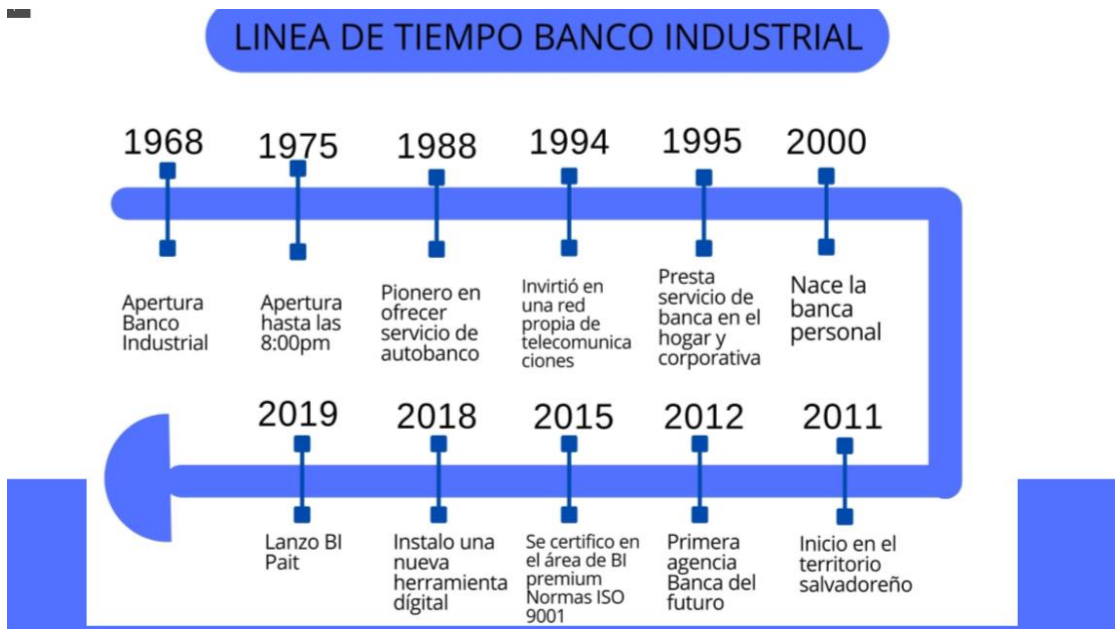 LINEA DE TIEMPO BANCO INDUSTRIAL
1968
Apertura
Banco
Industrial
1975
Apertura
hasta las
8:00pm
1988
Pionero en
ofrecer
servicio de
autobanco
1994
Invirtió en
una red
propia de
telecomunica
ciones
1995
Presta
servicio de
banca en el
hogar y
corporativa
2000
Nace la
banca
personal
2011
Inicio en el
territorio
salvadoreño
2012
Primera
agencia
Banca del
futuro
2015
Se certifico en
el área de BI
premium
Normas ISO
9001
2018
Instalo una
nueva
herramienta
dígital
2019
Lanzo BI
Pait